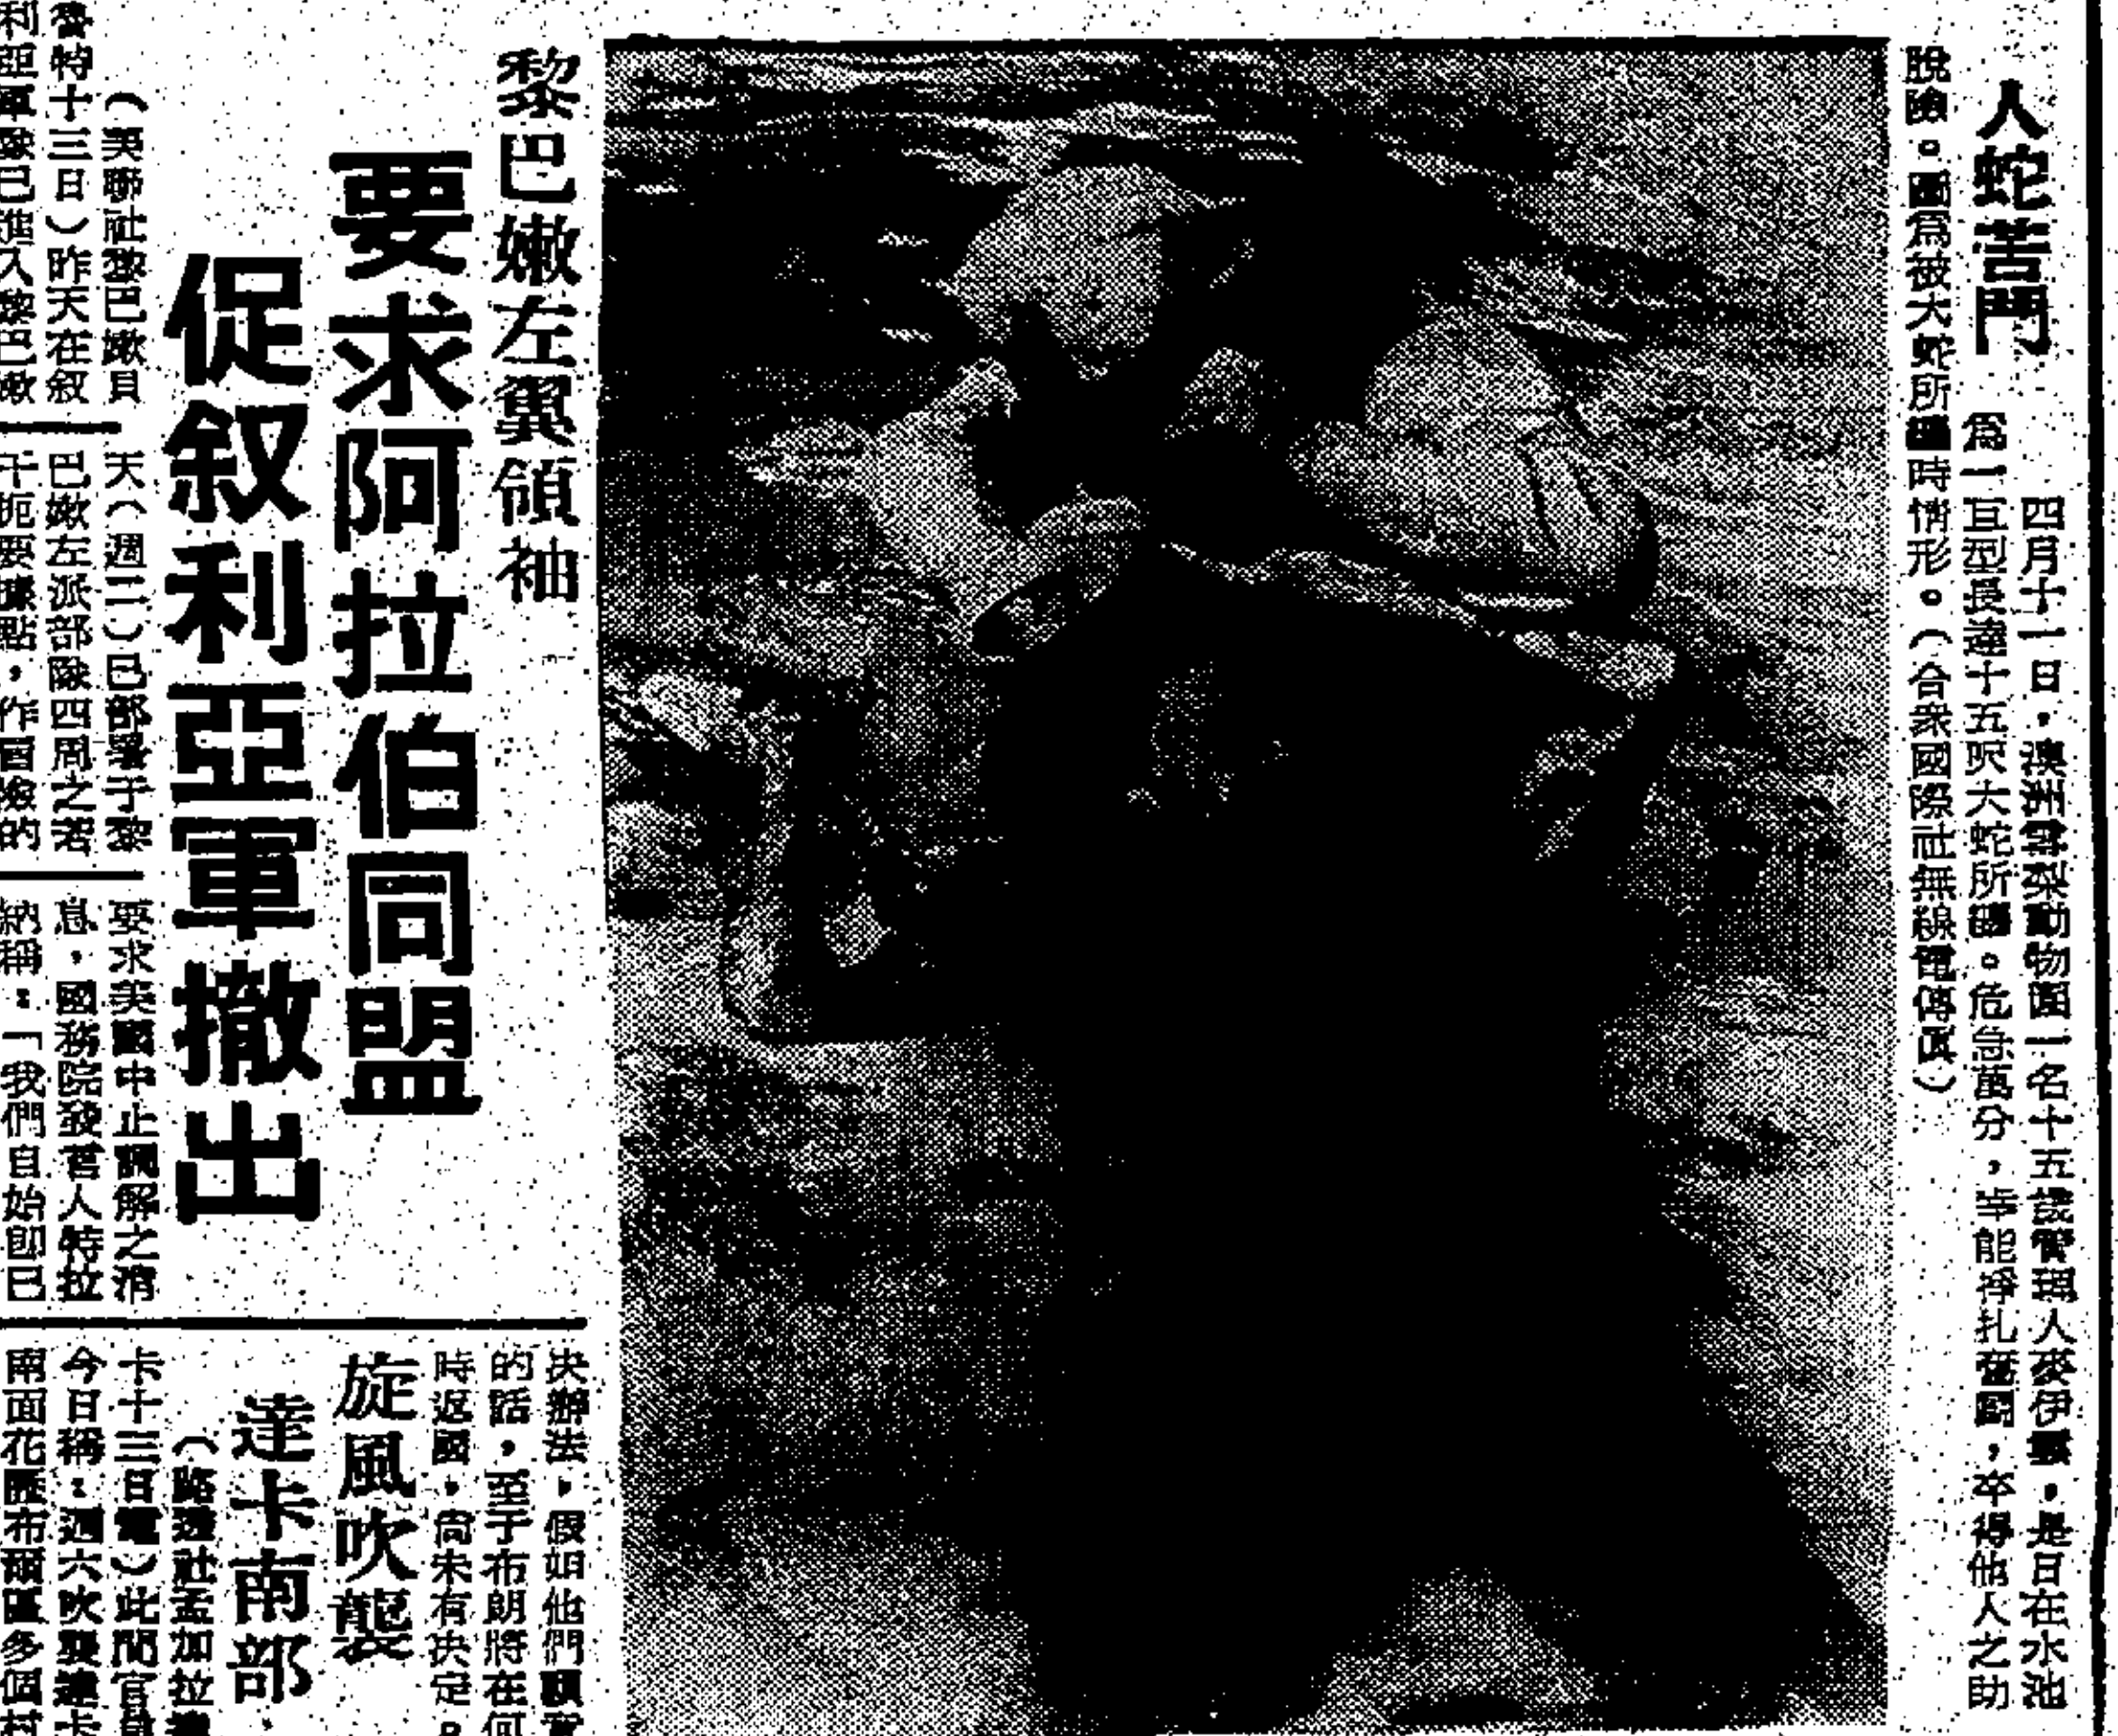 人蛇苦鬥
四月十一日，澳洲雪梨動物園一名十五歲管理人麥伊雲，是日在水池
爲一巨型長達十五呎大蛇所纏。危急萬分，幸能掙扎奮鬪，卒得他人之助
脫險。圖爲被大蛇所纏時情形。（合衆國際社無線電傳眞）
黎巴嫩左翼領袖
要求阿拉伯同盟
促叙利亞軍撤出
（美聯社黎巴嫩貝
魯特十三日）昨天在叙
利亞軍隊已進入黎巴嫩
天（週二）已部署于黎
巴嫩左派部隊四周之若
干扼要據點，作冒險的
要求美國中止調解之消
息，國務院發言人特拉
納稱：「我們自始即已
決辦法，假如他們願意
的話，至于布朗將在何
時返國，尙未有決定。
旋風吹襲
達卡南部
（路透社孟加拉達
卡十三日電）此間官員
今日稱：週六吹襲達卡
南面花匹布爾區多個村